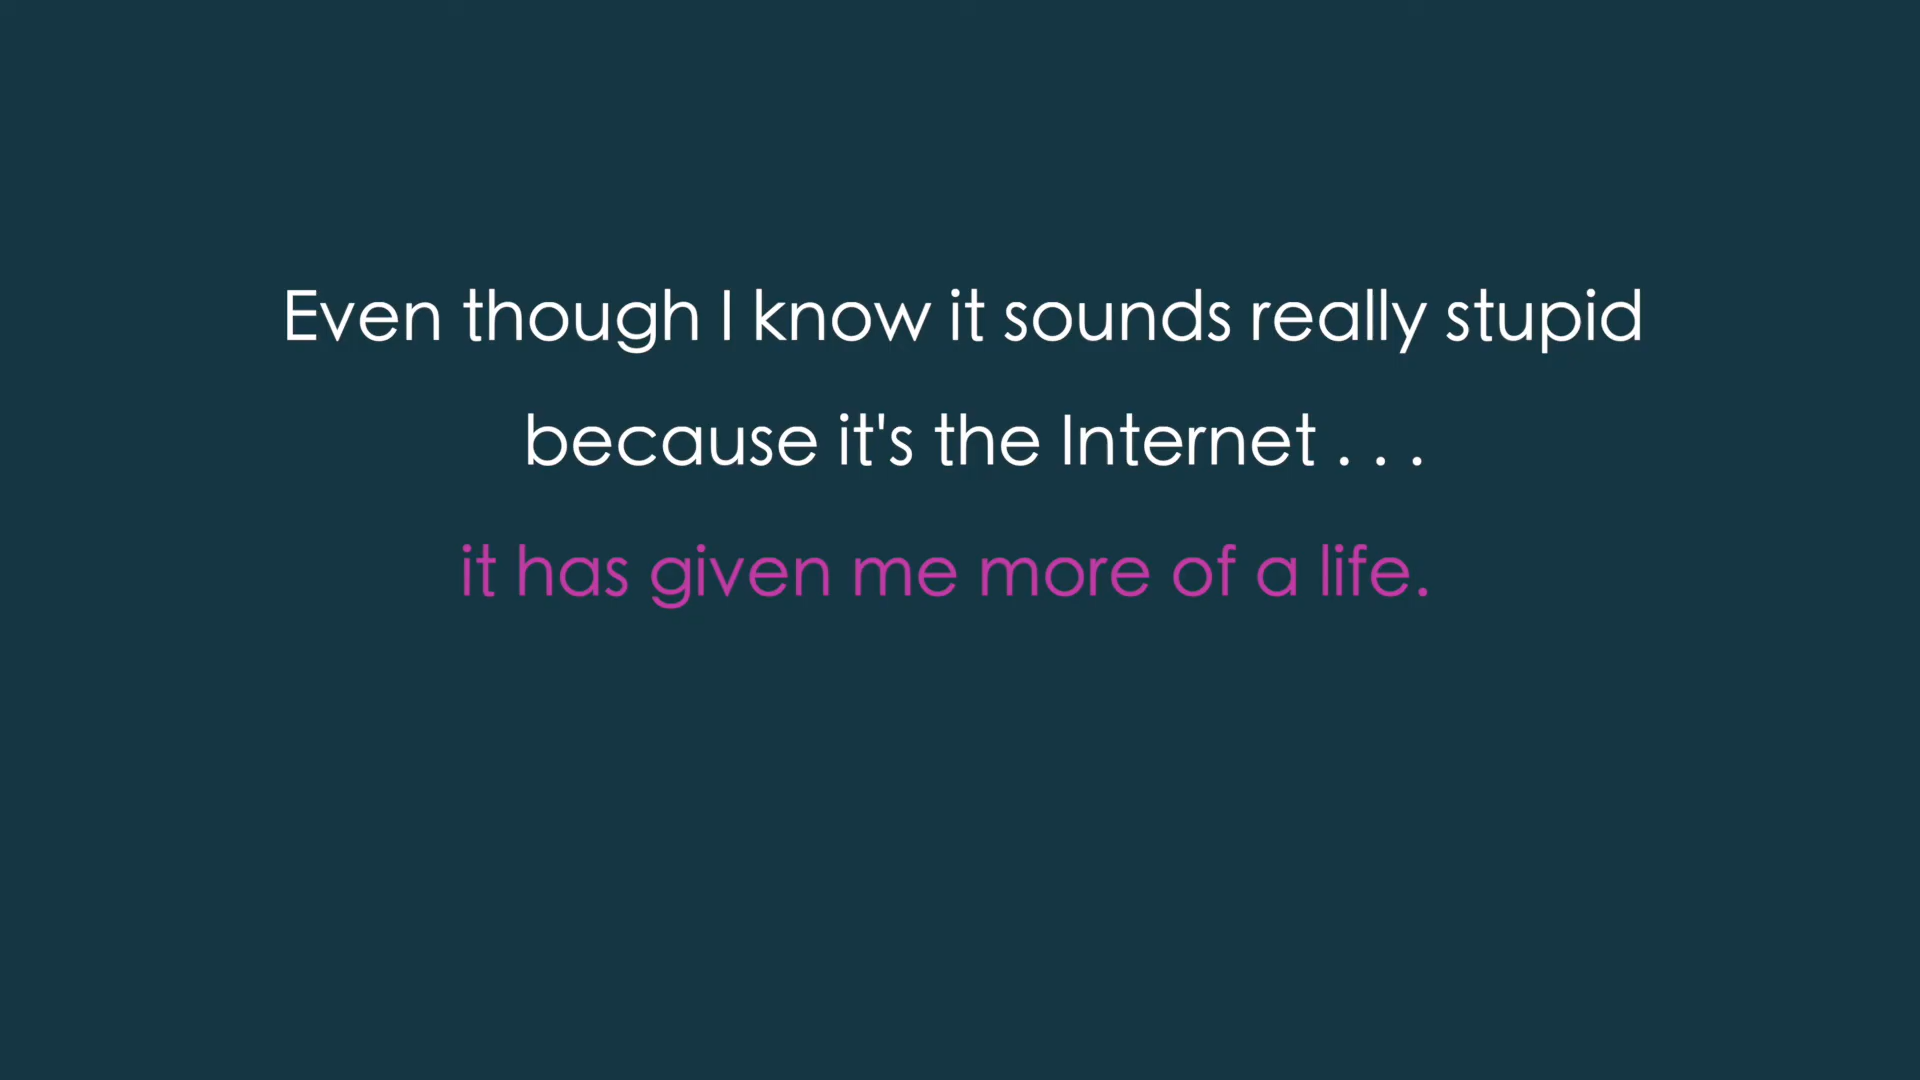 Even though I know it sounds really stupid
because it's the Internet . . .
it has given me more of a life.